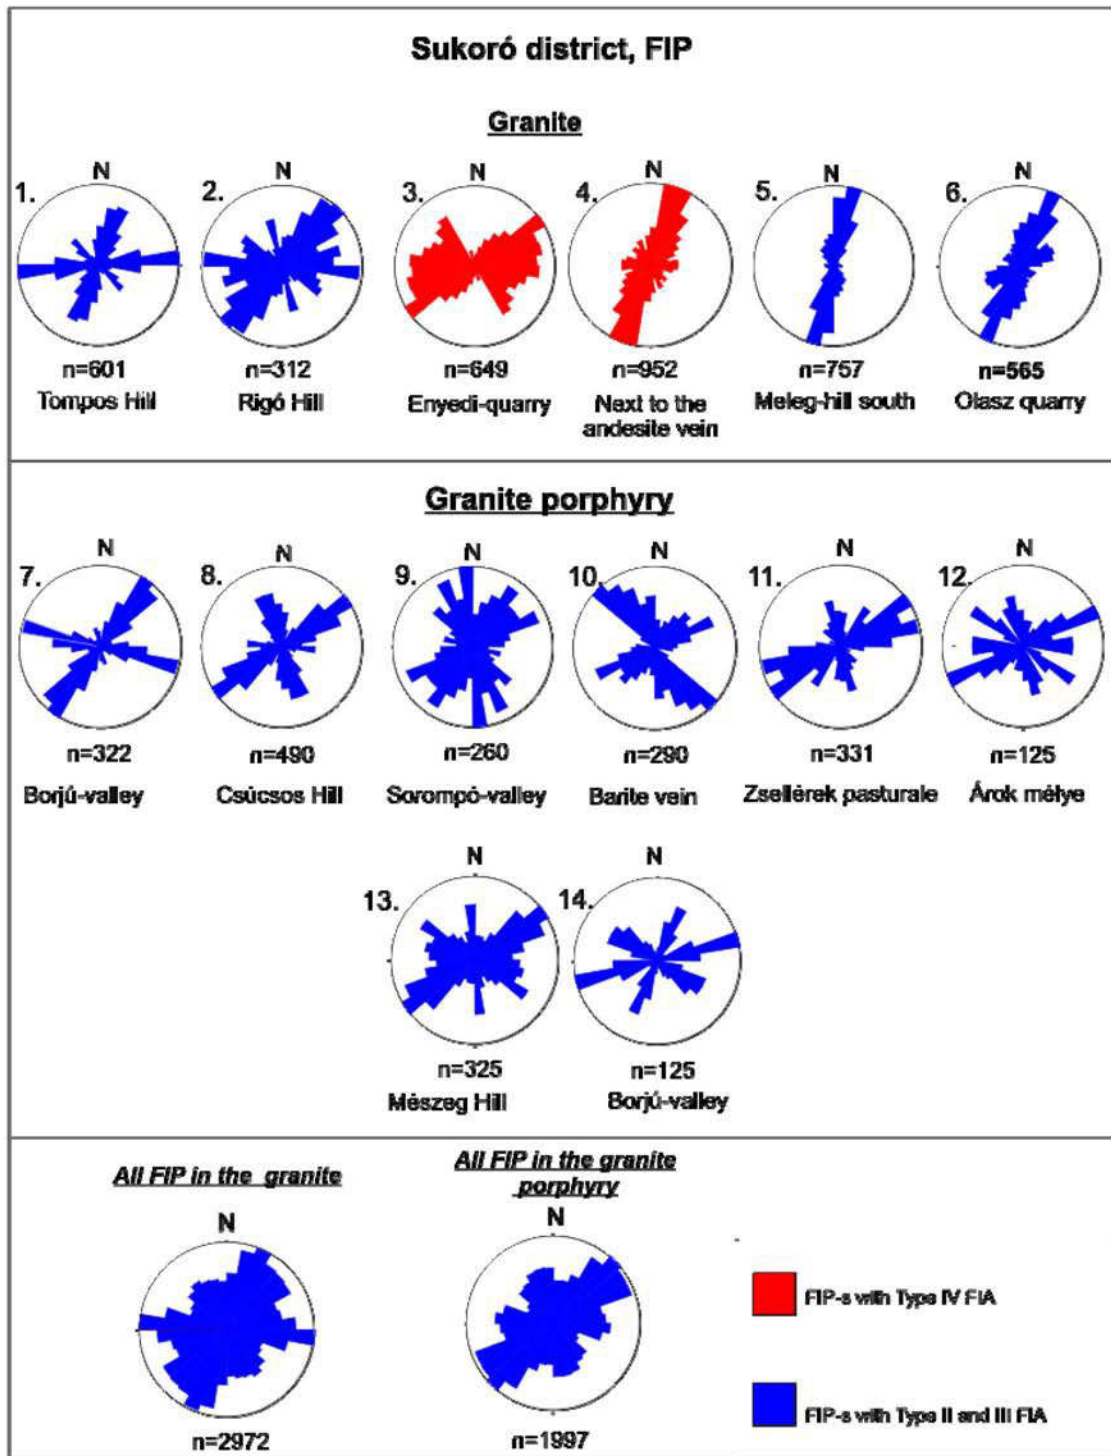 Sukoró district, FIP
Granite
N N N N N N
1. 2. 3. 4. 5. 6.
n=601 n=312 n=649 n=952 n=757 n=565
Tompos Hill Rigó Hill Enyedi-quarry Next to the Meleg-hill south Olasz quarry
andesite vein
Granite porphyry
N N N N N N
7. 8. 9. 10. 11. 12.
n=322 n=490 n=260 n=290 n=331 n=125
Borjú-valley Csúcsos Hill Sorompó-valley Barite vein Zsellérek pasturale Árok mélye
N N
13. 14.
n=325 n=125
Mészeg Hill Borjú-valley
All FIP in the granite All FIP in the granite
porphyry
N N
FIP-s with Type IV FIA
FIP-s with Type II and III FIA
n=2972 n=1997